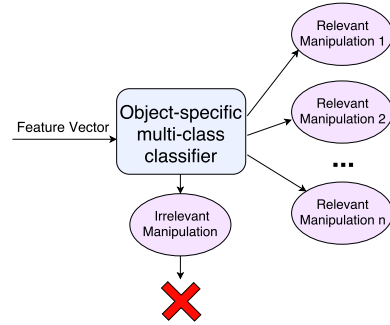 Feature Vector
Object-specific
multi-class
classifier
Relevant
Manipulation 1
Relevant
Manipulation 2
...
Relevant
Manipulation n
Irrelevant
Manipulation